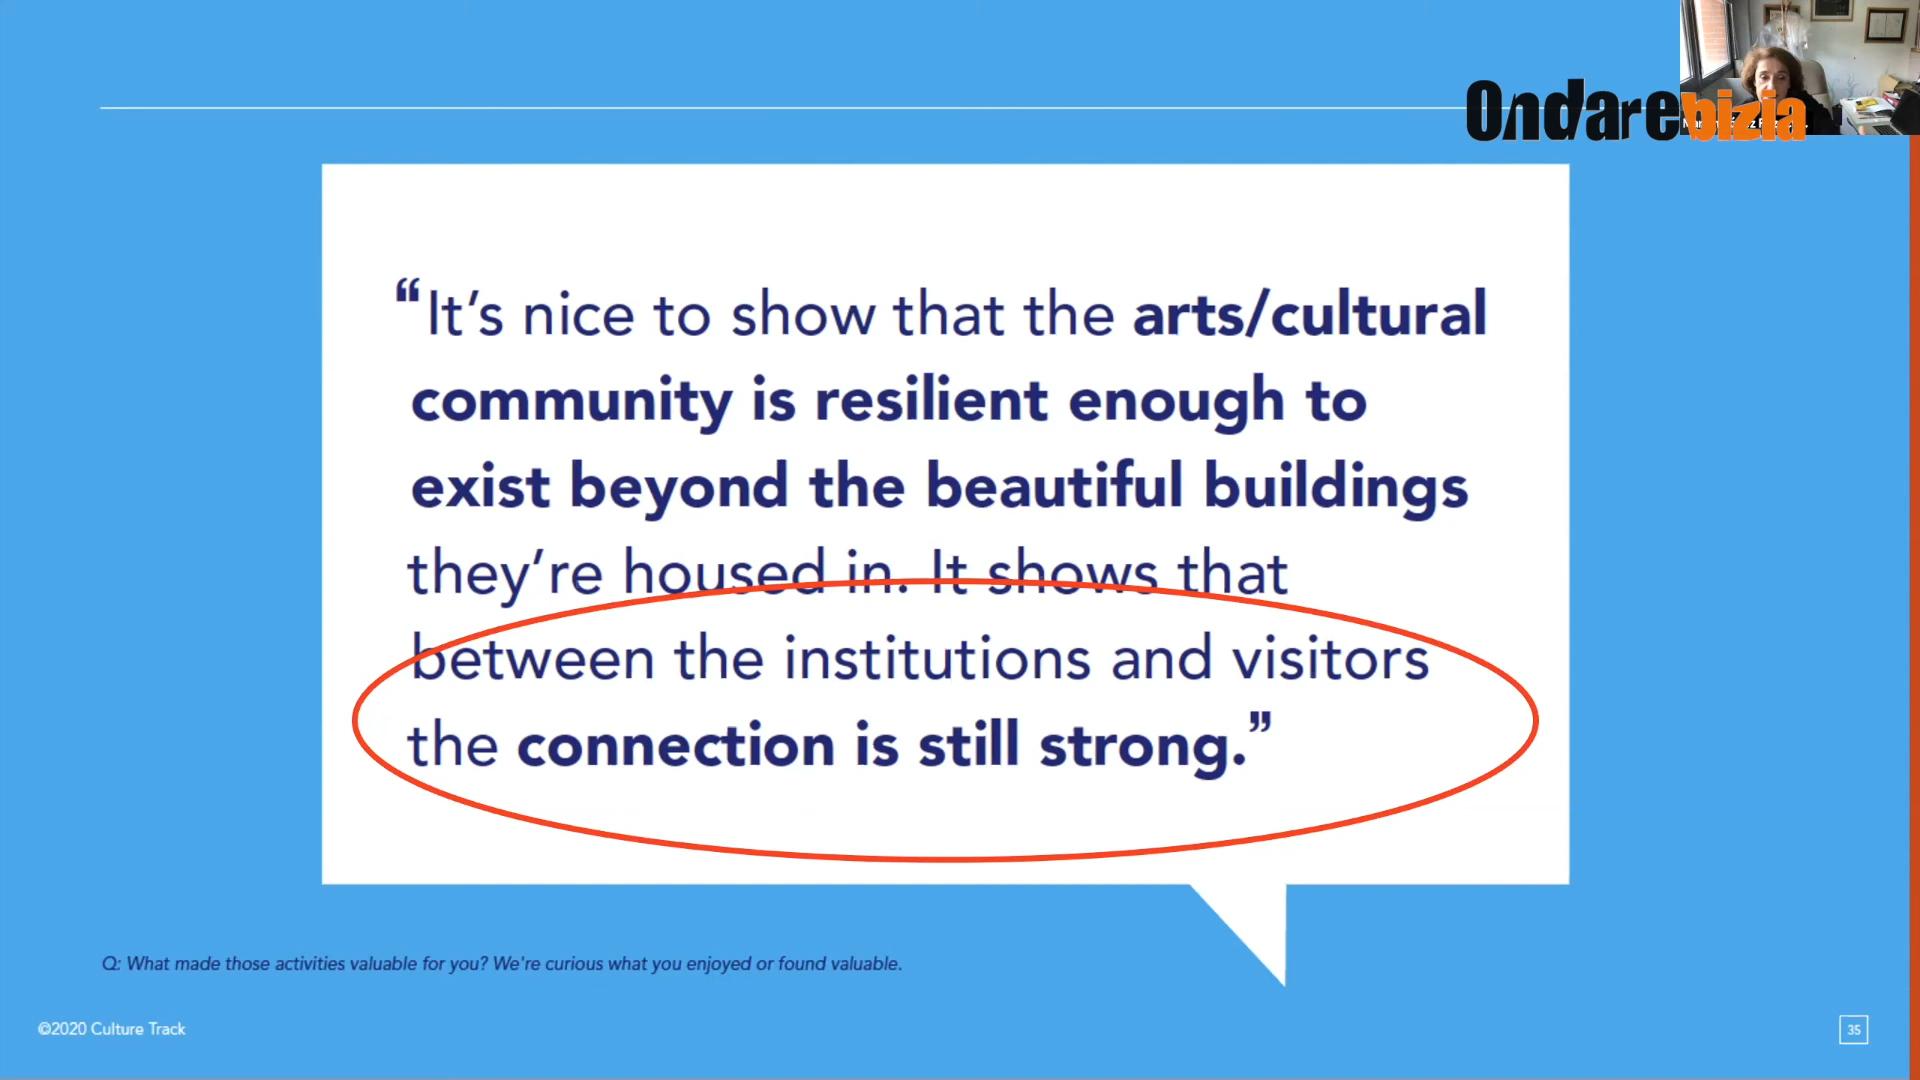 Ondarebizia
“It’s nice to show that the arts/cultural
community is resilient enough to
exist beyond the beautiful buildings
they’re housed in. It shows that
between the institutions and visitors
the connection is still strong.”
Q: What made those activities valuable for you? We're curious what you enjoyed or found valuable.
©2020 Culture Track
35